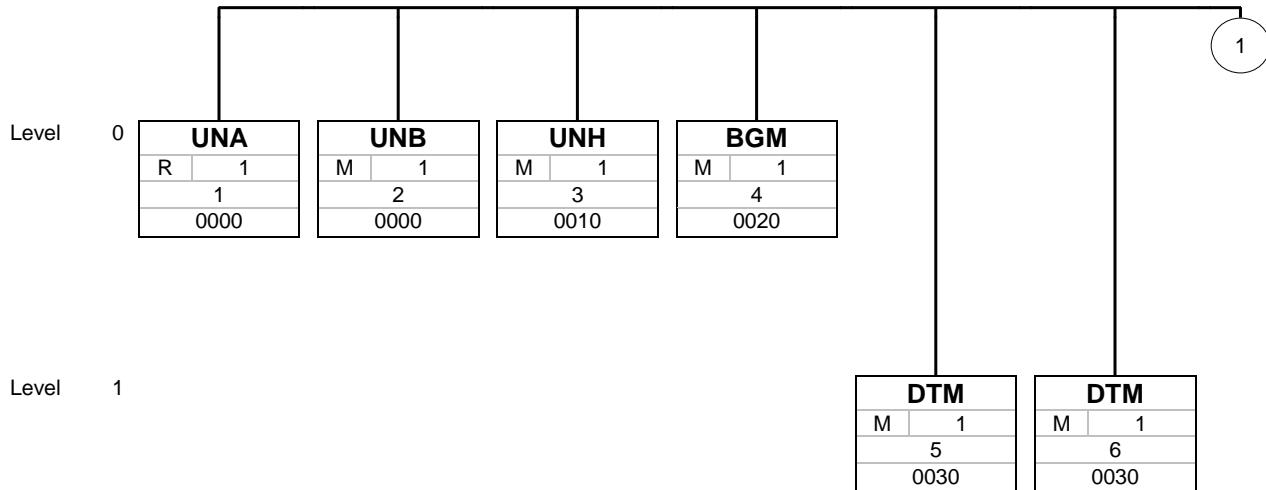 1
Level 0 UNA UNB UNH BGM
R 1 M 1 M 1 M 1
1 2 3 4
0000 0000 0010 0020
Level 1 DTM DTM
M 1 M 1
5 6
0030 0030